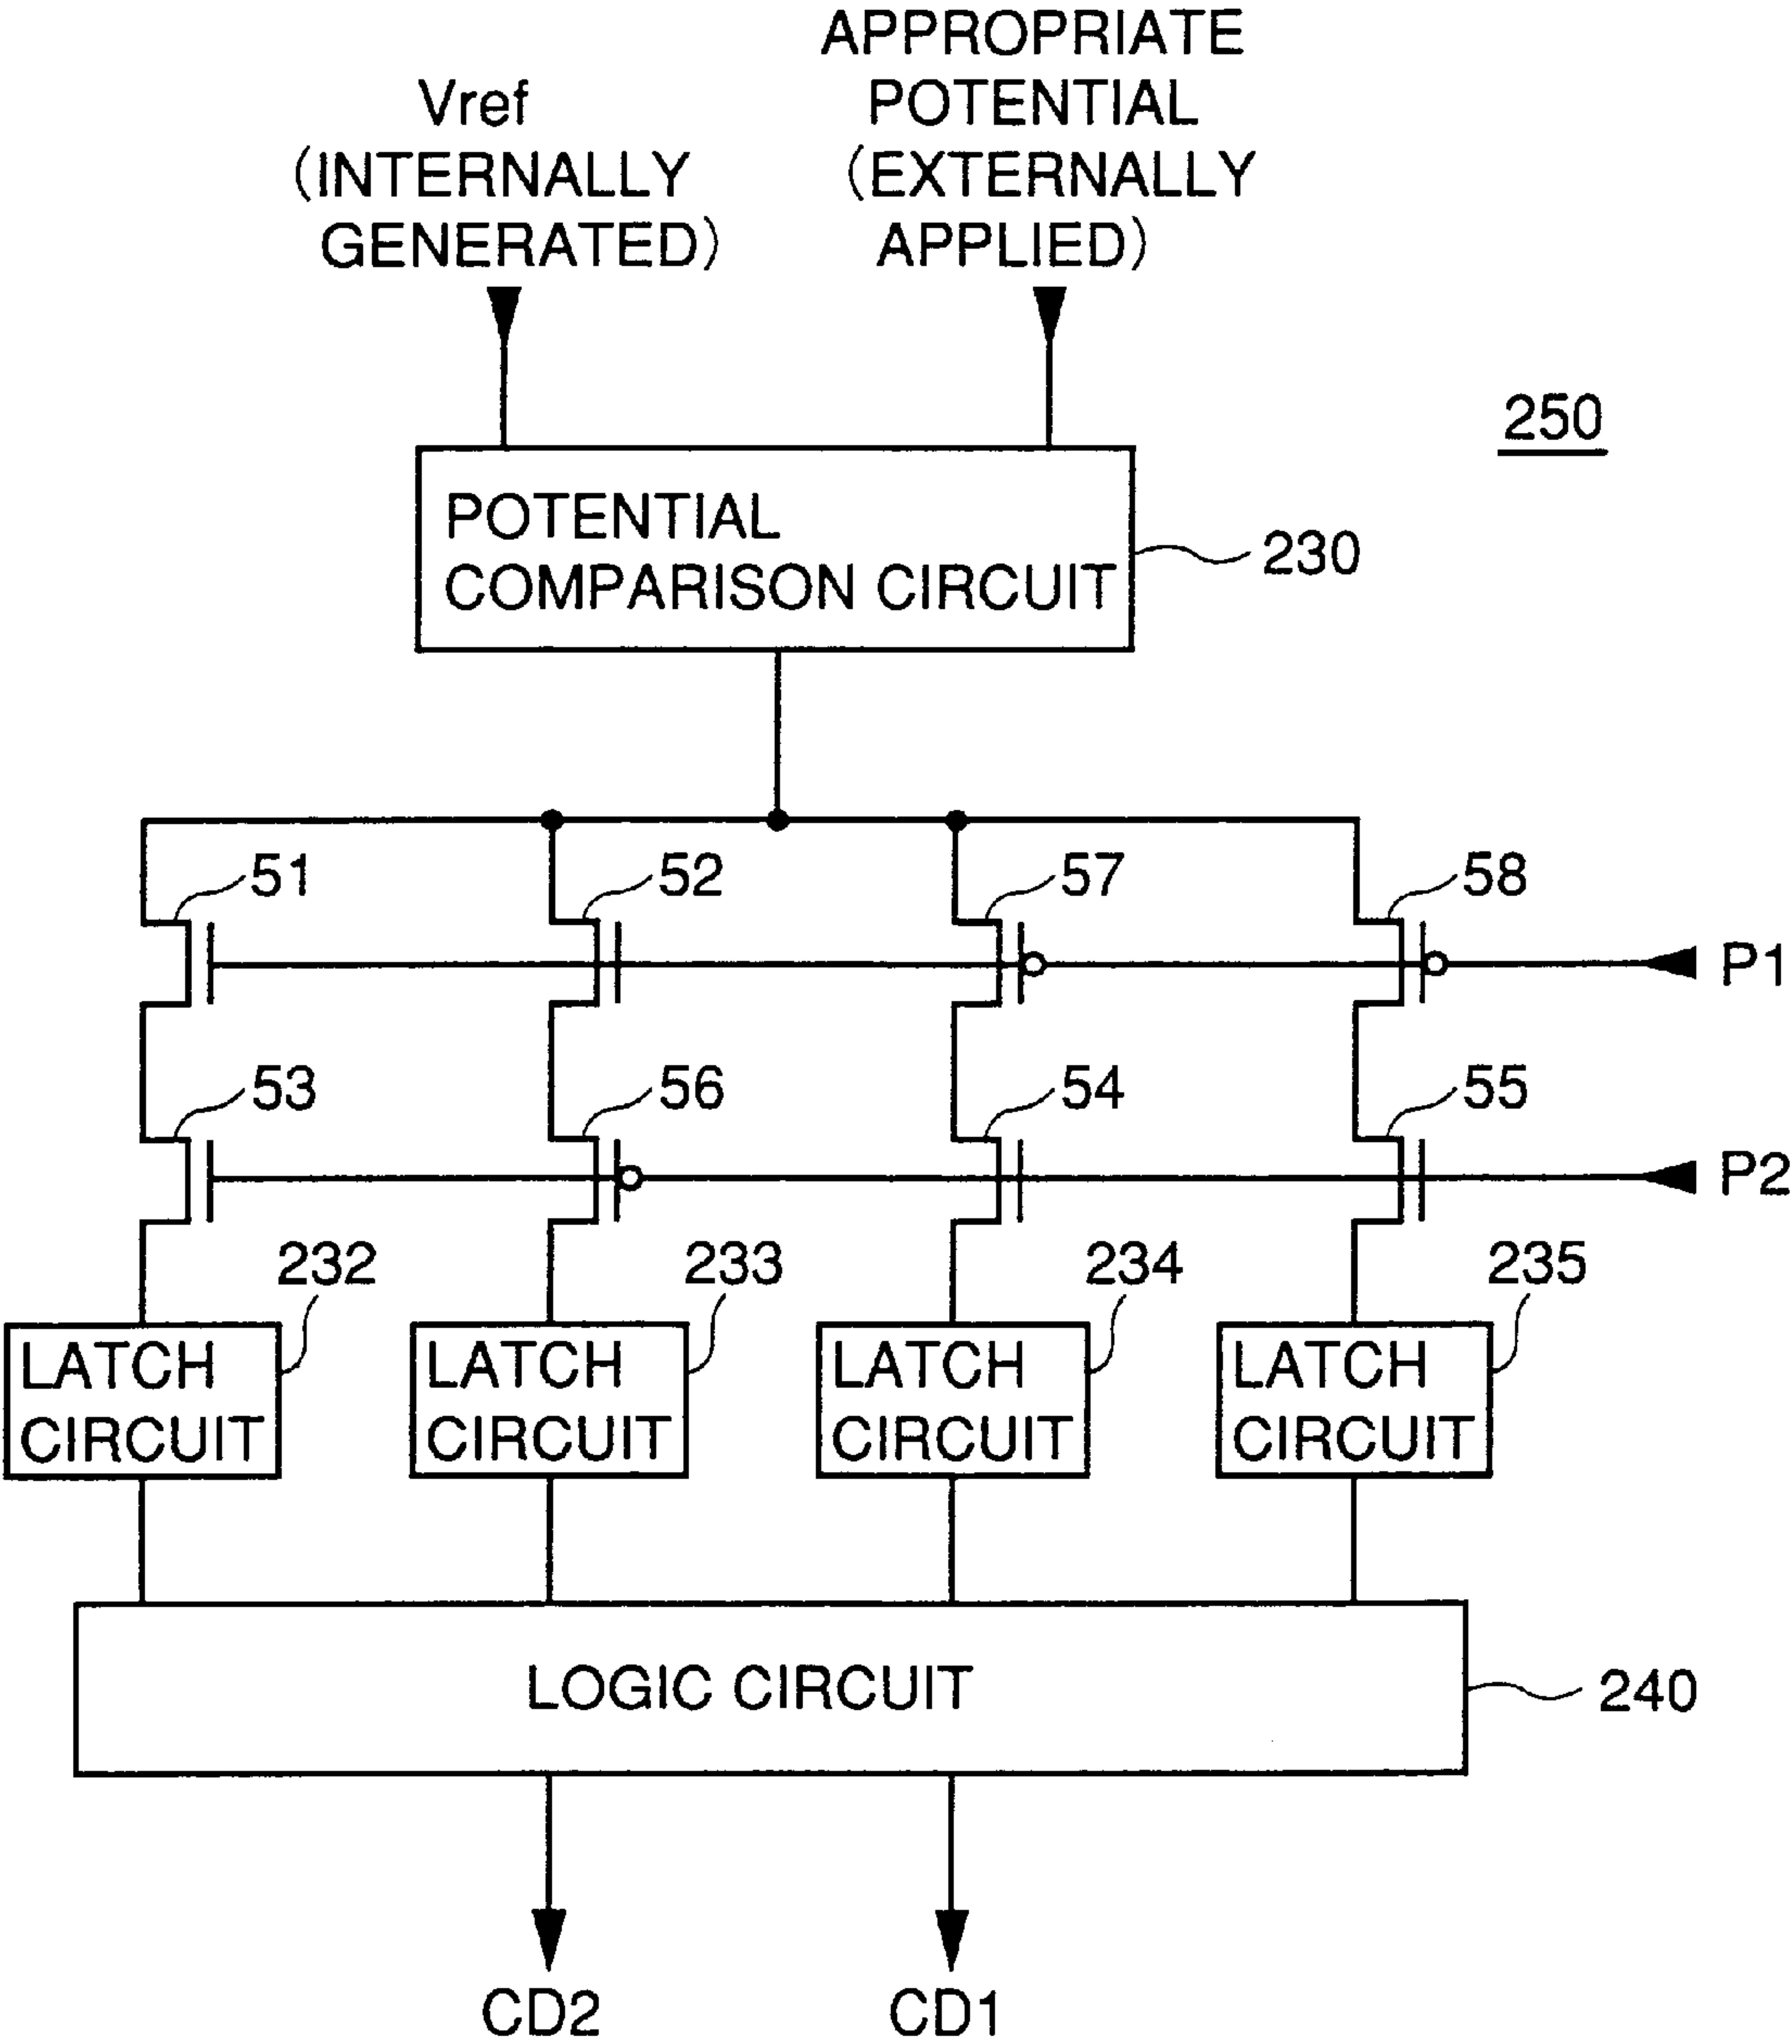 Vref
(INTERNALLY
GENERATED)
APPROPRIATE
POTENTIAL
(EXTERNALLY
APPLIED)
250
POTENTIAL
COMPARISON CIRCUIT
230
51
52
57
58
P1
53
56
54
55
P2
232
233
234
235
LATCH
CIRCUIT
LATCH
CIRCUIT
LATCH
CIRCUIT
LATCH
CIRCUIT
LOGIC CIRCUIT
240
CD2
CD1